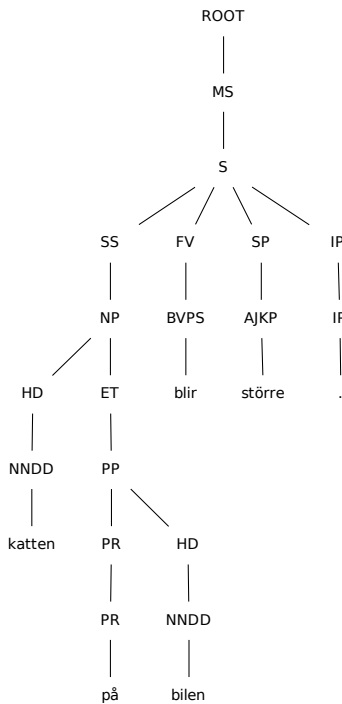 ROOT
MS
S
SS FV SP IP
NP BVPS AJKP IP
HD ET blir större .
NNDD PP
katten PR HD
PR NNDD
på bilen